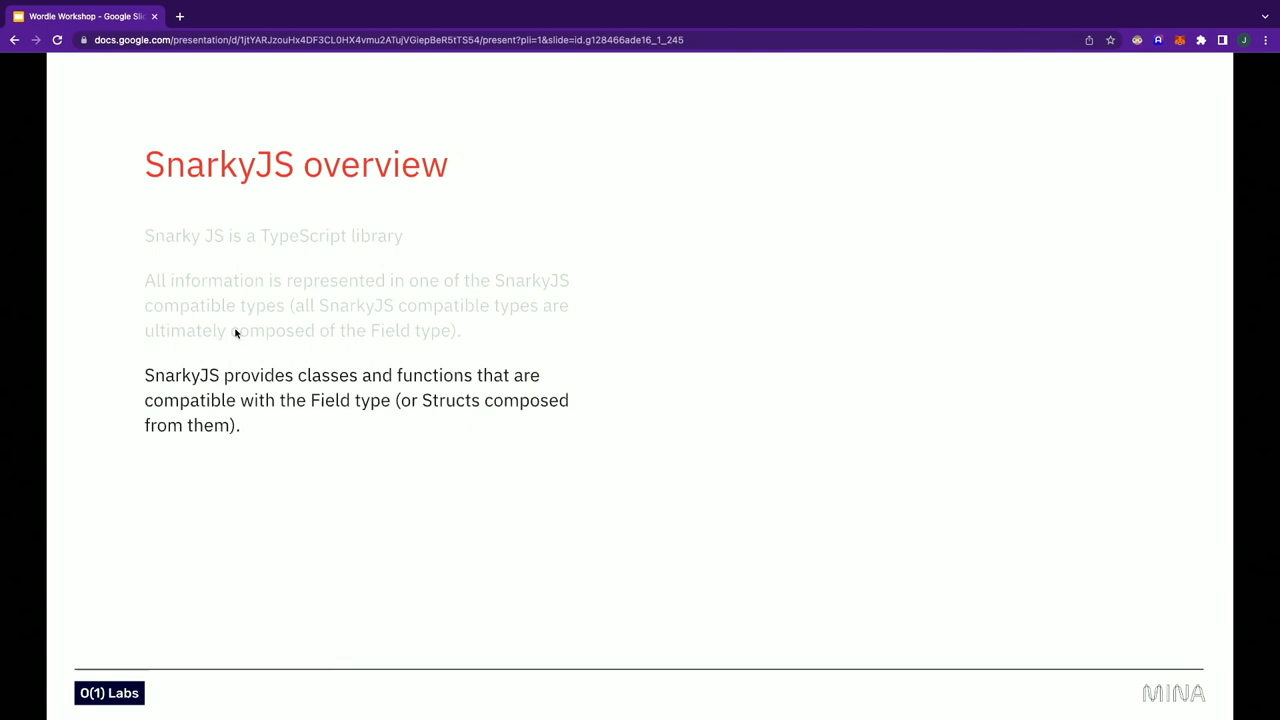 Wordle Workshop - Google Sli
docs.google.com/presentation/d/1jtYARJzouHx4DF3CL0HX4vmu2ATujVGiepBeR5tTS54/present?pli=1&slide=id.g128466ade16_1_245
SnarkyJS overview
Snarky JS is a TypeScript library
All information is represented in one of the SnarkyJS
compatible types (all SnarkyJS compatible types are
ultimately composed of the Field type).
SnarkyJS provides classes and functions that are
compatible with the Field type (or Structs composed
from them).
O(1) Labs
MINA